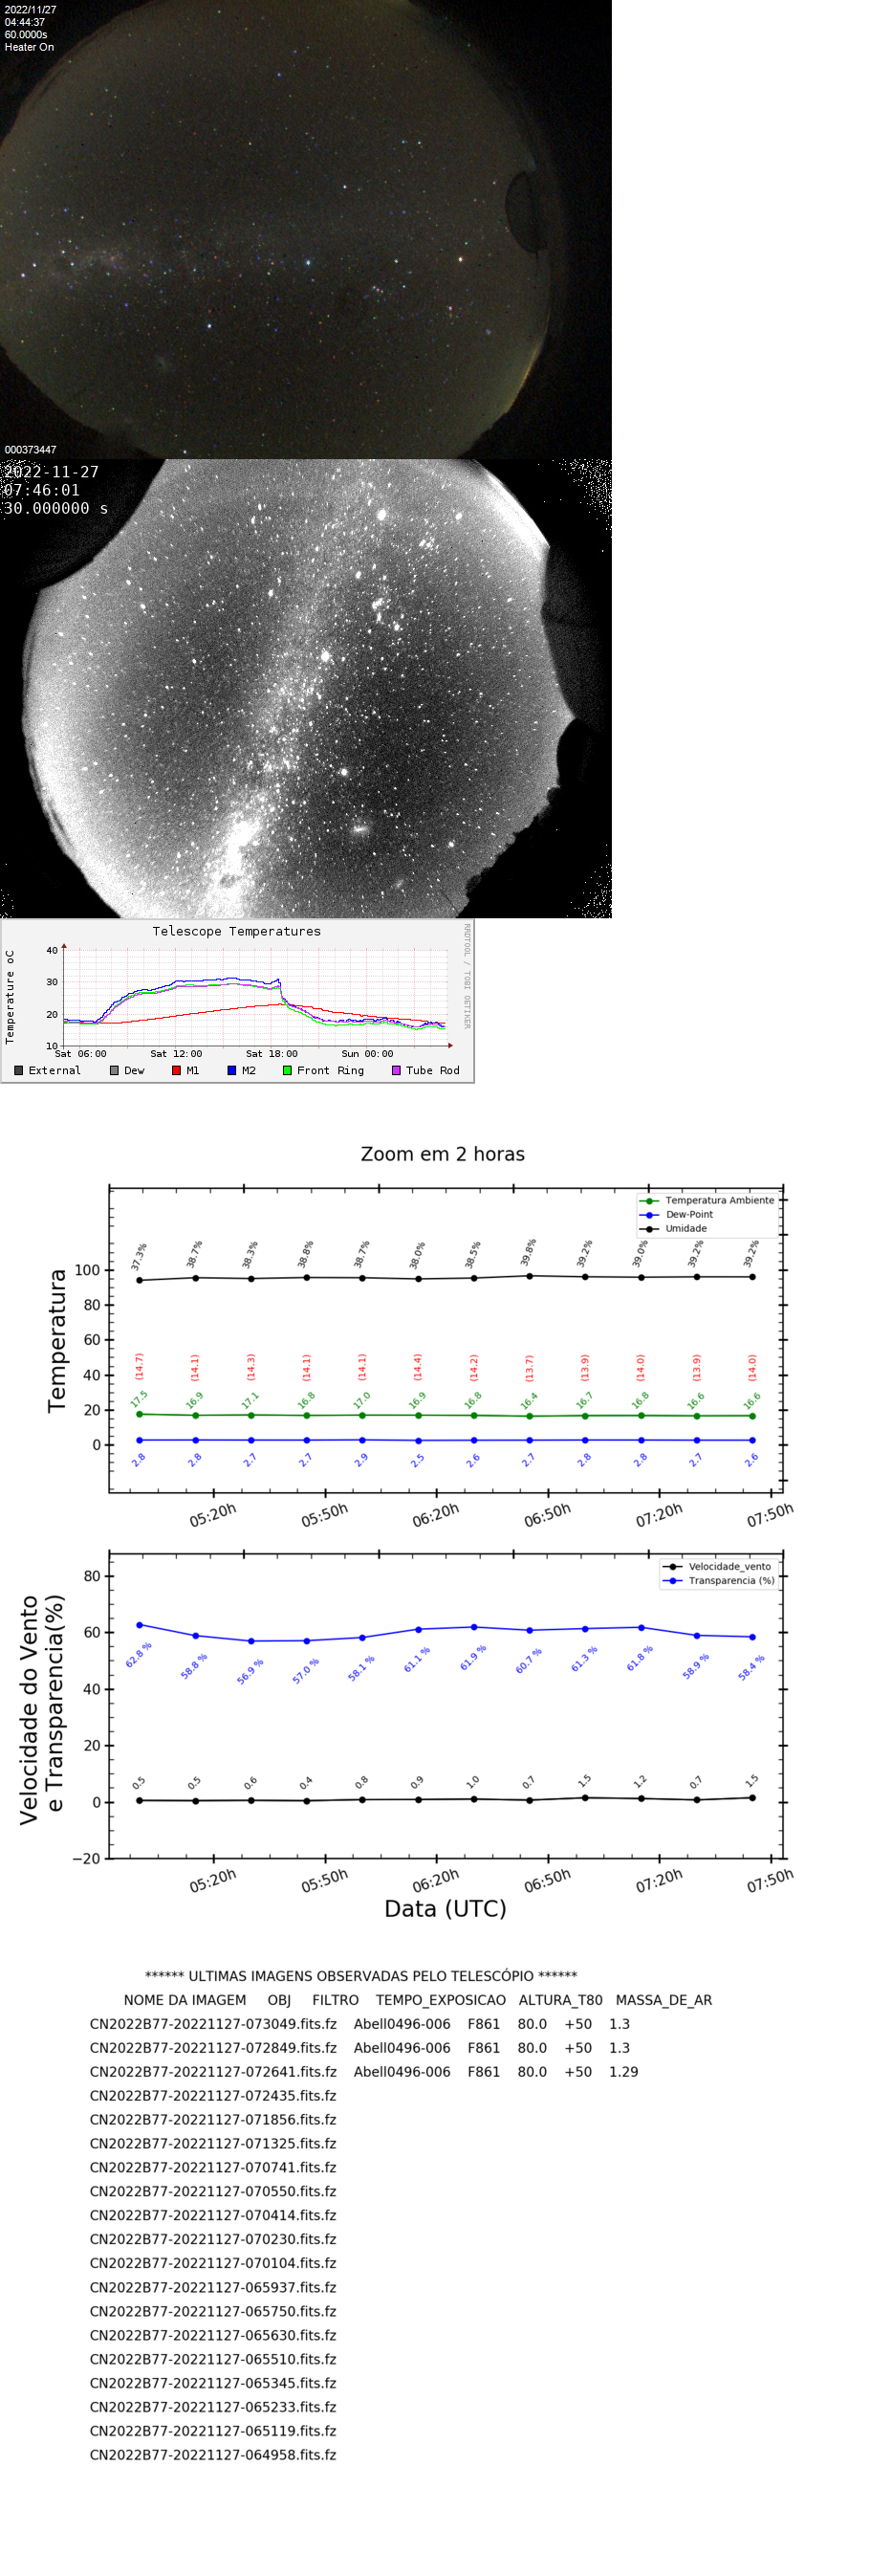 2022/11/27
04:44:37
60.0000s
Heater On
000373447
2022-11-27
07:46:01
30.000000 s
Telescope Temperatures
RRDTOOL / TOBI OETIKER
Temperature oC
40
30
20
10
Sat 06:00 Sat 12:00 Sat 18:00 Sun 00:00
External Dew M1 M2 Front Ring Tube Rod
Zoom em 2 horas
Temperatura Ambiente
Dew-Point
Umidade
Temperatura
100
80
60
40
20
0
37.3% 38.7% 38.3% 38.8% 38.7% 38.0% 38.5% 39.8% 39.2% 39.0% 39.2% 39.2%
(14.7) (14.1) (14.3) (14.1) (14.1) (14.4) (14.2) (13.7) (13.9) (14.0) (13.9) (14.0)
17.5 16.9 17.1 16.8 17.0 16.9 16.8 16.4 16.7 16.8 16.6 16.6
2.8 2.8 2.7 2.7 2.9 2.5 2.6 2.7 2.8 2.8 2.7 2.6
05:20h 05:50h 06:20h 06:50h 07:20h 07:50h
Velocidade_vento
Transparencia (%)
Velocidade do Vento
e Transparencia(%)
80
60
40
20
0
−20
62.8 % 58.8 % 56.9 % 57.0 % 58.1 % 61.1 % 61.9 % 60.7 % 61.3 % 61.8 % 58.9 % 58.4 %
0.5 0.5 0.6 0.4 0.8 0.9 1.0 0.7 1.5 1.2 0.7 1.5
05:20h 05:50h 06:20h 06:50h 07:20h 07:50h
Data (UTC)
****** ULTIMAS IMAGENS OBSERVADAS PELO TELESCÓPIO ******
NOME DA IMAGEM OBJ FILTRO TEMPO_EXPOSICAO ALTURA_T80 MASSA_DE_AR
CN2022B77-20221127-073049.fits.fz Abell0496-006 F861 80.0 +50 1.3
CN2022B77-20221127-072849.fits.fz Abell0496-006 F861 80.0 +50 1.3
CN2022B77-20221127-072641.fits.fz Abell0496-006 F861 80.0 +50 1.29
CN2022B77-20221127-072435.fits.fz
CN2022B77-20221127-071856.fits.fz
CN2022B77-20221127-071325.fits.fz
CN2022B77-20221127-070741.fits.fz
CN2022B77-20221127-070550.fits.fz
CN2022B77-20221127-070414.fits.fz
CN2022B77-20221127-070230.fits.fz
CN2022B77-20221127-070104.fits.fz
CN2022B77-20221127-065937.fits.fz
CN2022B77-20221127-065750.fits.fz
CN2022B77-20221127-065630.fits.fz
CN2022B77-20221127-065510.fits.fz
CN2022B77-20221127-065345.fits.fz
CN2022B77-20221127-065233.fits.fz
CN2022B77-20221127-065119.fits.fz
CN2022B77-20221127-064958.fits.fz